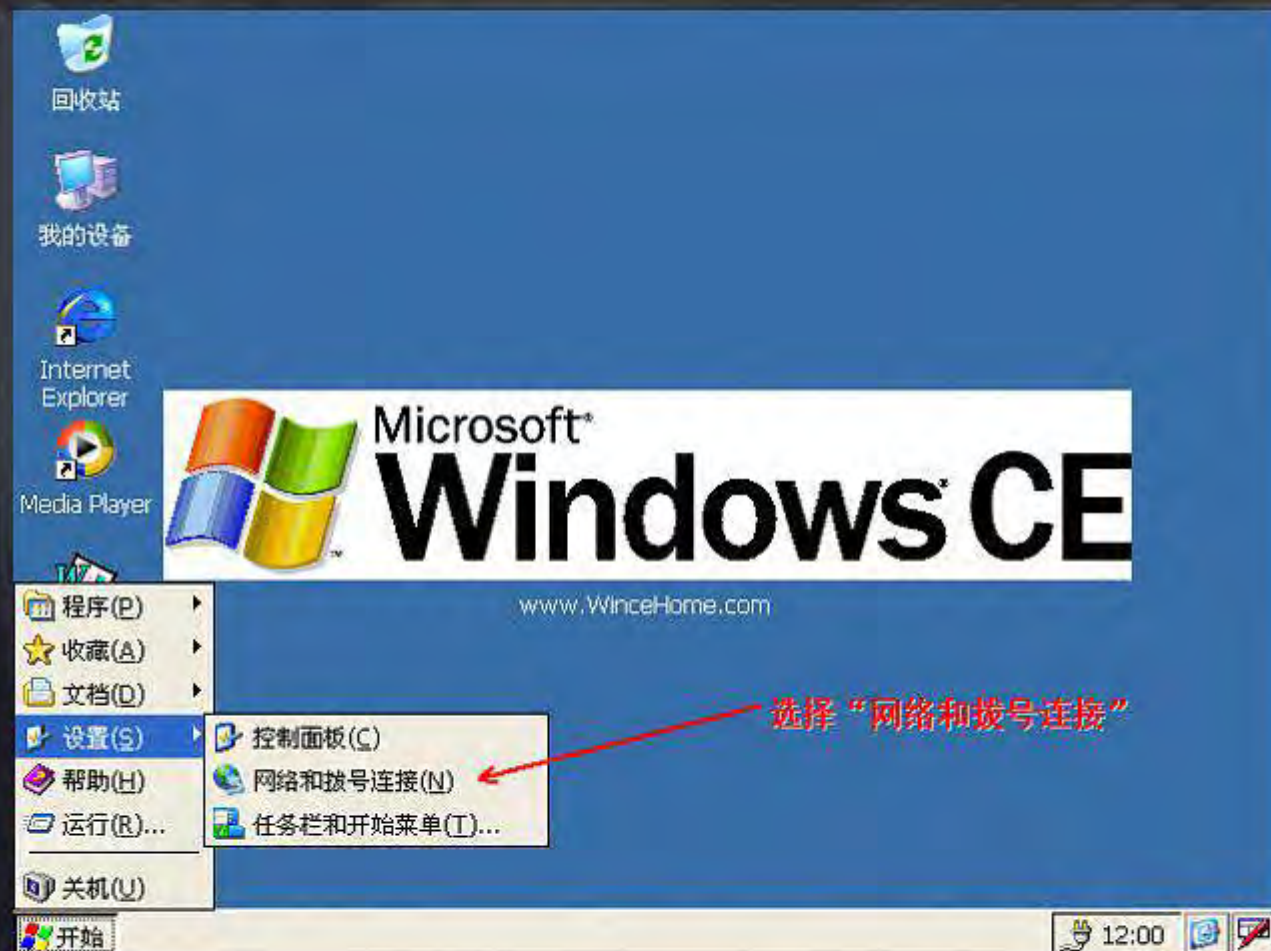 回收站
我的设备
Internet
Explorer
Media Player
Microsoft®
Windows® CE
™
www.WinceHome.com
程序(P)
收藏(A)
文档(D)
设置(S)
帮助(H)
运行(R)...
关机(U)
控制面板(C)
网络和拨号连接(N)
任务栏和开始菜单(T)...
选择“网络和拨号连接”
开始
12:00